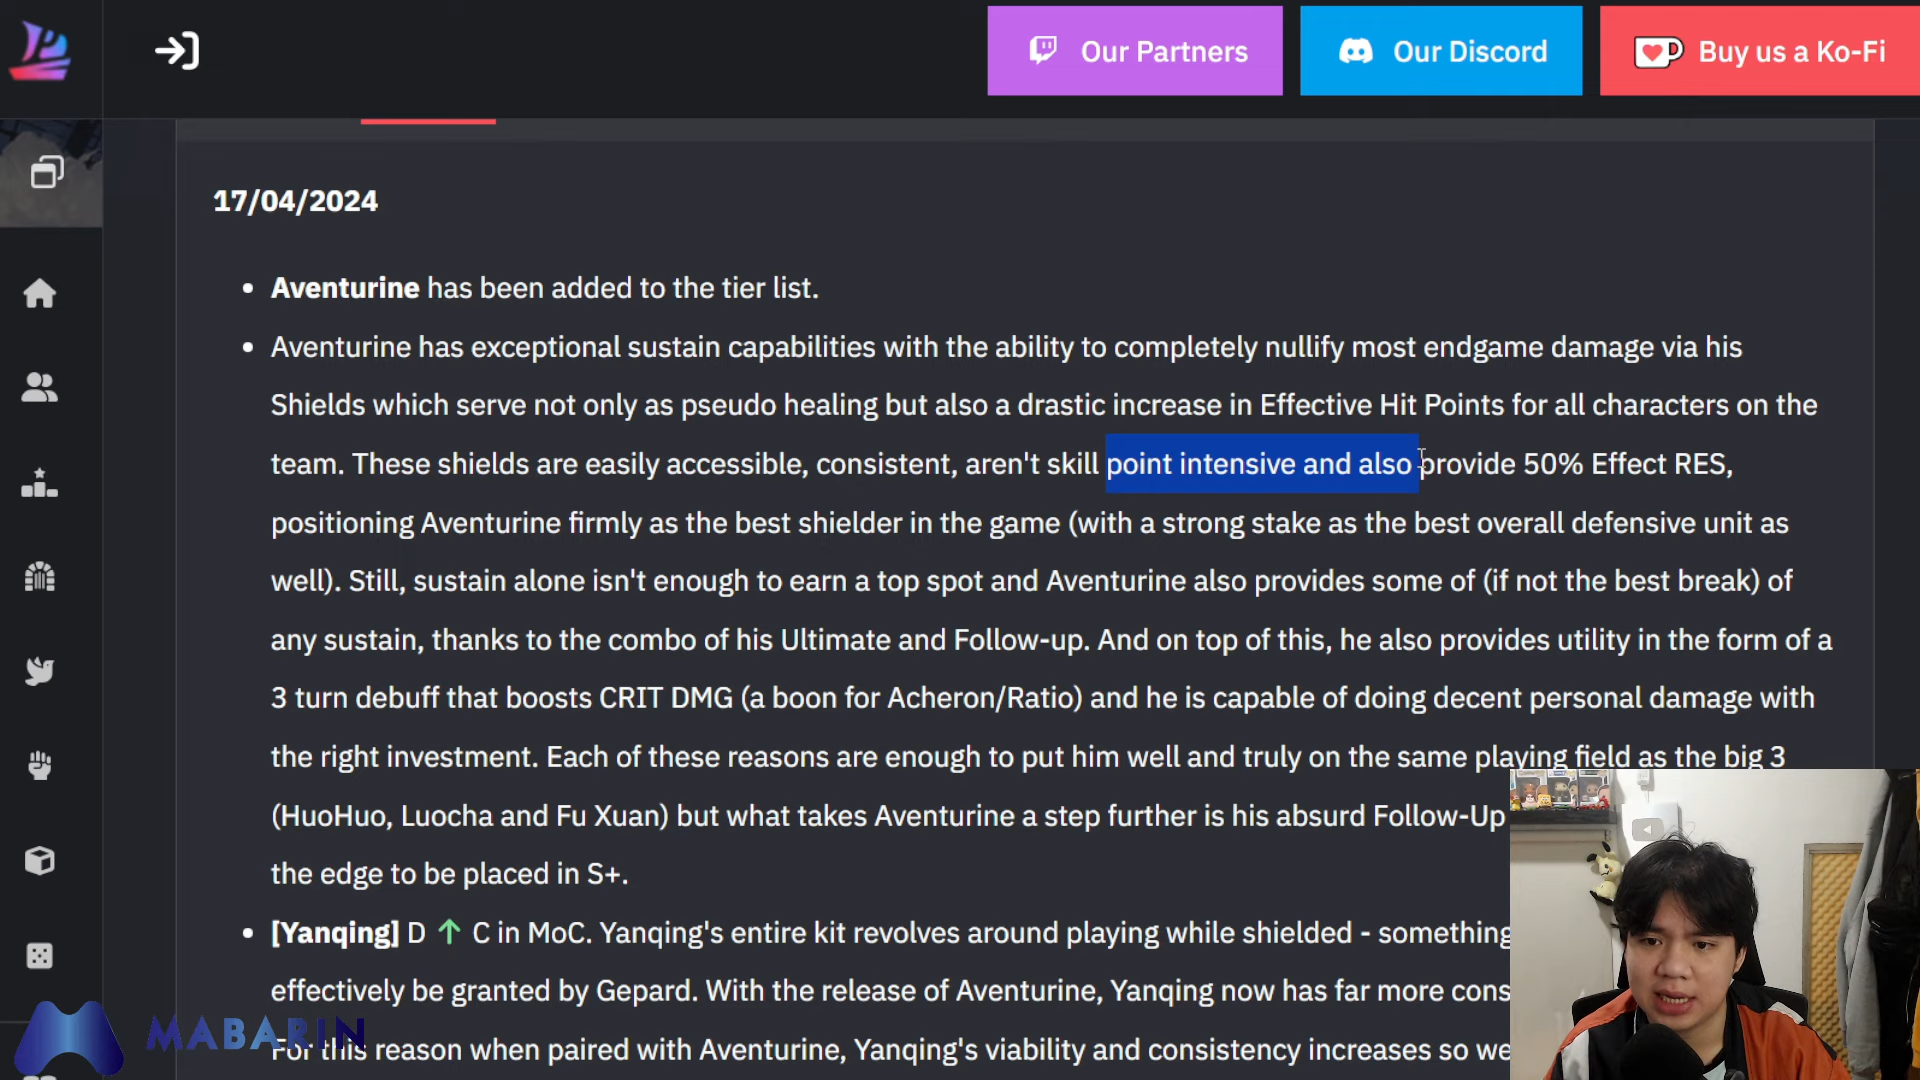 Our Partners
Our Discord
Buy us a Ko-Fi
17/04/2024
Aventurine has been added to the tier list.
Aventurine has exceptional sustain capabilities with the ability to completely nullify most endgame damage via his
Shields which serve not only as pseudo healing but also a drastic increase in Effective Hit Points for all characters on the
team. These shields are easily accessible, consistent, aren't skill point intensive and also provide 50% Effect RES,
positioning Aventurine firmly as the best shielder in the game (with a strong stake as the best overall defensive unit as
well). Still, sustain alone isn't enough to earn a top spot and Aventurine also provides some of (if not the best break) of
any sustain, thanks to the combo of his Ultimate and Follow-up. And on top of this, he also provides utility in the form of a
3 turn debuff that boosts CRIT DMG (a boon for Acheron/Ratio) and he is capable of doing decent personal damage with
the right investment. Each of these reasons are enough to put him well and truly on the same playing field as the big 3
(HuoHuo, Luocha and Fu Xuan) but what takes Aventurine a step further is his absurd Follow-Up
the edge to be placed in S+.
[Yanqing] D ↑ C in MoC. Yanqing's entire kit revolves around playing while shielded - something
effectively be granted by Gepard. With the release of Aventurine, Yanqing now has far more cons
For this reason when paired with Aventurine, Yanqing's viability and consistency increases so we
MABARIN